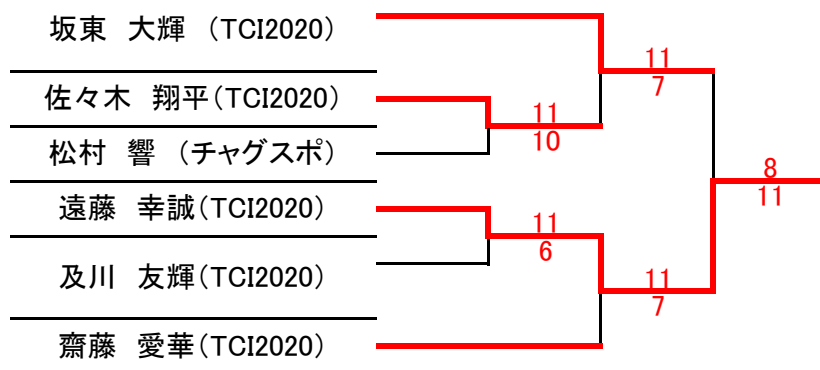 坂東　大輝　(TCI2020)
11
7
佐々木　翔平(TCI2020)
11
10
松村　響　(チャグスポ)
8
11
遠藤　幸誠(TCI2020)
11
6
及川　友輝(TCI2020)
11
7
齋藤　愛華(TCI2020)